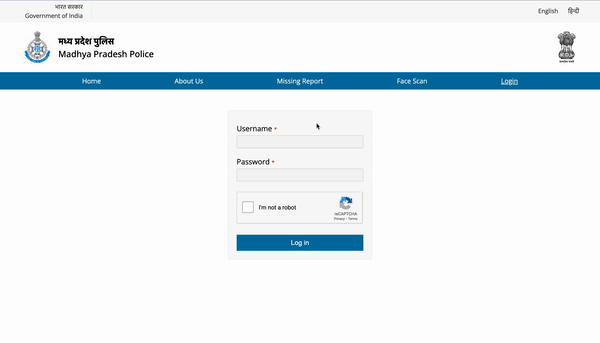 भारत सरकार
Government of India
English हिन्दी
मध्य प्रदेश पुलिस
Madhya Pradesh Police
Home About Us Missing Report Face Scan Login
Username *
Password *
I'm not a robot
reCAPTCHA
Privacy - Terms
Log in